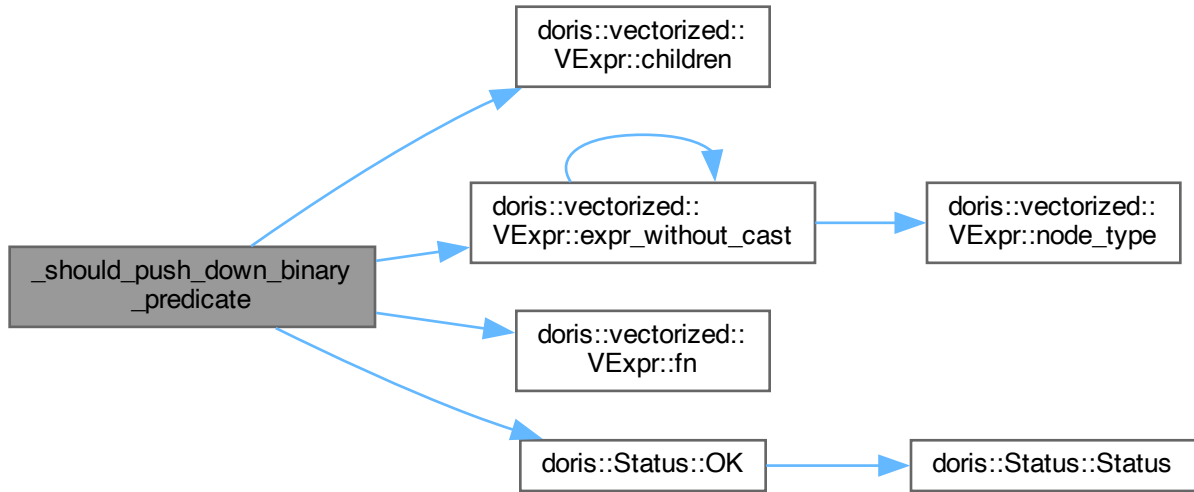 doris::vectorized::
VExpr::children
doris::vectorized::
VExpr::expr_without_cast
doris::vectorized::
VExpr::node_type
_should_push_down_binary
_predicate
doris::vectorized::
VExpr::fn
doris::Status::OK
doris::Status::Status